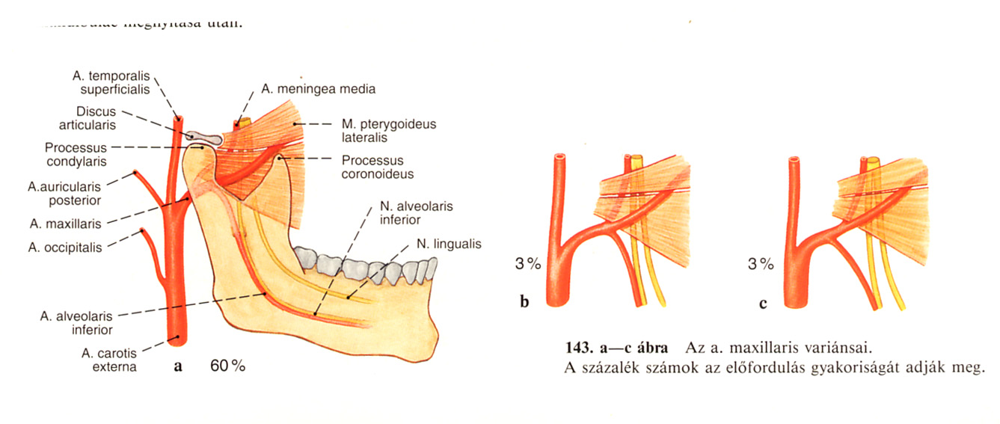 megnyitása után.
A. temporalis
superficialis
A. meningea media
Discus
articularis
M. pterygoideus
lateralis
Processus
condylaris
Processus
coronoideus
A.auricularis
posterior
N. alveolaris
inferior
A. maxillaris
A. occipitalis
N. lingualis
A. alveolaris
inferior
A. carotis
externa
a 60%
3%
b
3%
c
143. a—c ábra Az a. maxillaris variánsai.
A százalék számok az előfordulás gyakoriságát adják meg.